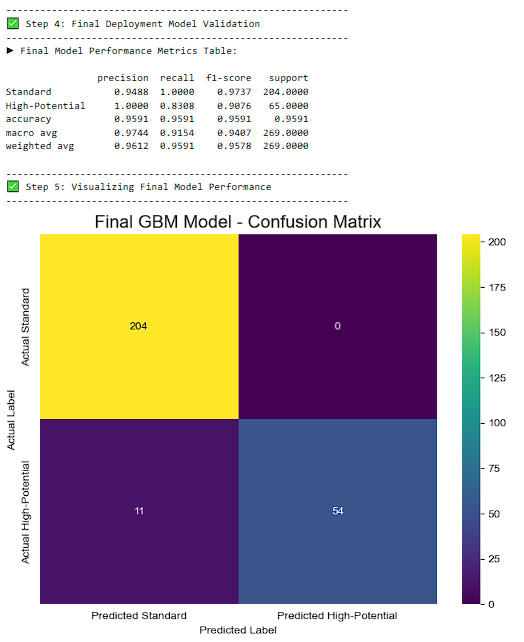 ------------------------------------------------------------
✅ Step 4: Final Deployment Model Validation
------------------------------------------------------------
► Final Model Performance Metrics Table:
precision recall f1-score support
Standard 0.9488 1.0000 0.9737 204.0000
High-Potential 1.0000 0.8308 0.9076 65.0000
accuracy 0.9591 0.9591 0.9591 0.9591
macro avg 0.9744 0.9154 0.9407 269.0000
weighted avg 0.9612 0.9591 0.9578 269.0000
------------------------------------------------------------
✅ Step 5: Visualizing Final Model Performance
------------------------------------------------------------
Final GBM Model - Confusion Matrix
Actual Label
Actual Standard
204
0
Actual High-Potential
11
54
Predicted Standard
Predicted High-Potential
Predicted Label
200
175
150
125
100
75
50
25
0